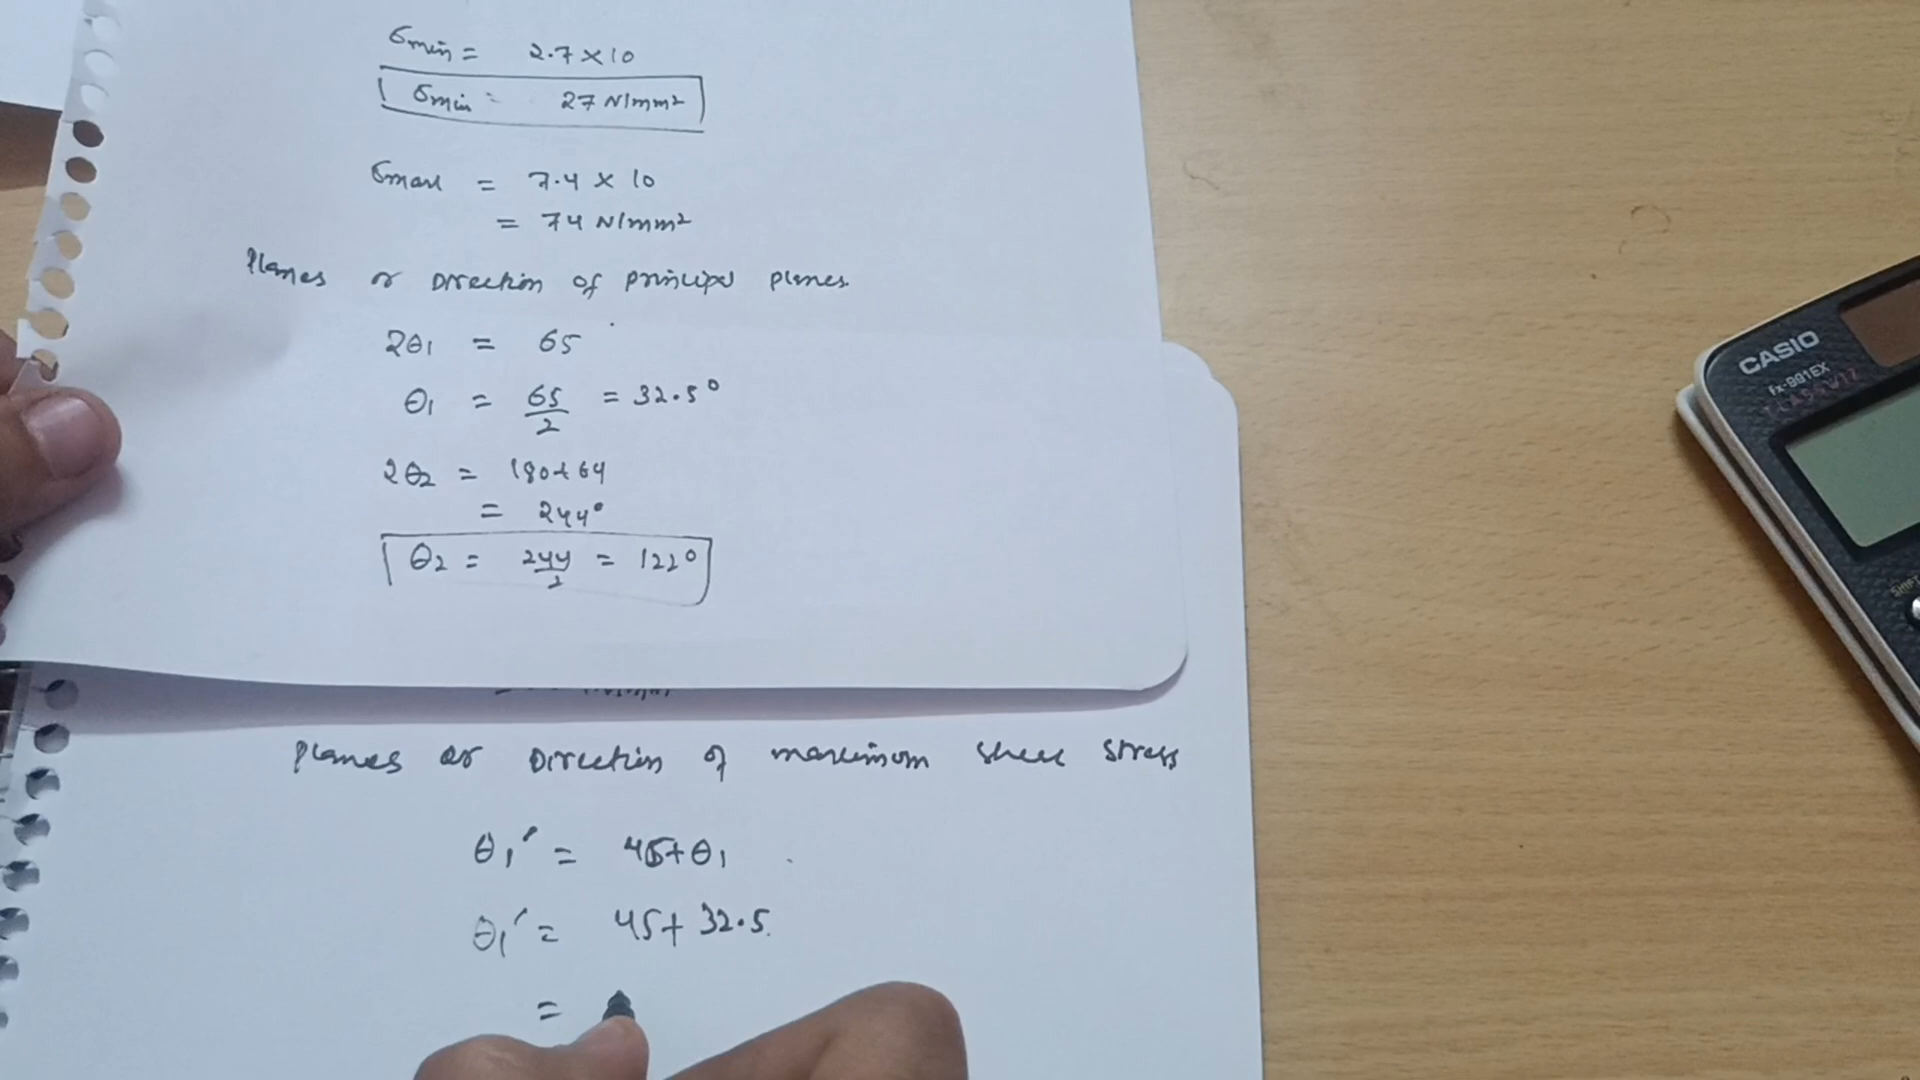 σmin = 2.7 × 10
σmin = 27 N/mm²
σmax = 7.4 × 10
= 74 N/mm²
Planes or Direction of principal planes.
2θ1 = 65
θ1 = 65/2 = 32.5°
2θ2 = 180+64
= 244°
θ2 = 244/2 = 122°
Planes or Direction of maximum shear stress
θ1' = 45+θ1
θ1' = 45+ 32.5
=
CASIO
fx-991EX
CLASSWIZ
SHIFT